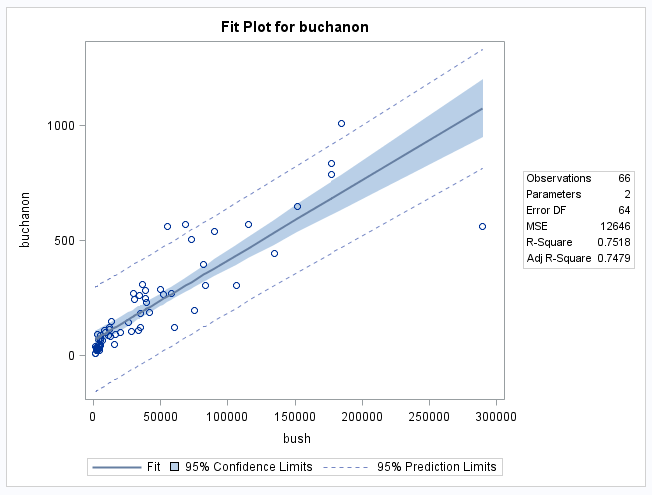 Fit Plot for buchanon
1000
500
0
buchanon
0 50000 100000 150000 200000 250000 300000
bush
Observations 66
Parameters 2
Error DF 64
MSE 12646
R-Square 0.7518
Adj R-Square 0.7479
Fit 95% Confidence Limits 95% Prediction Limits